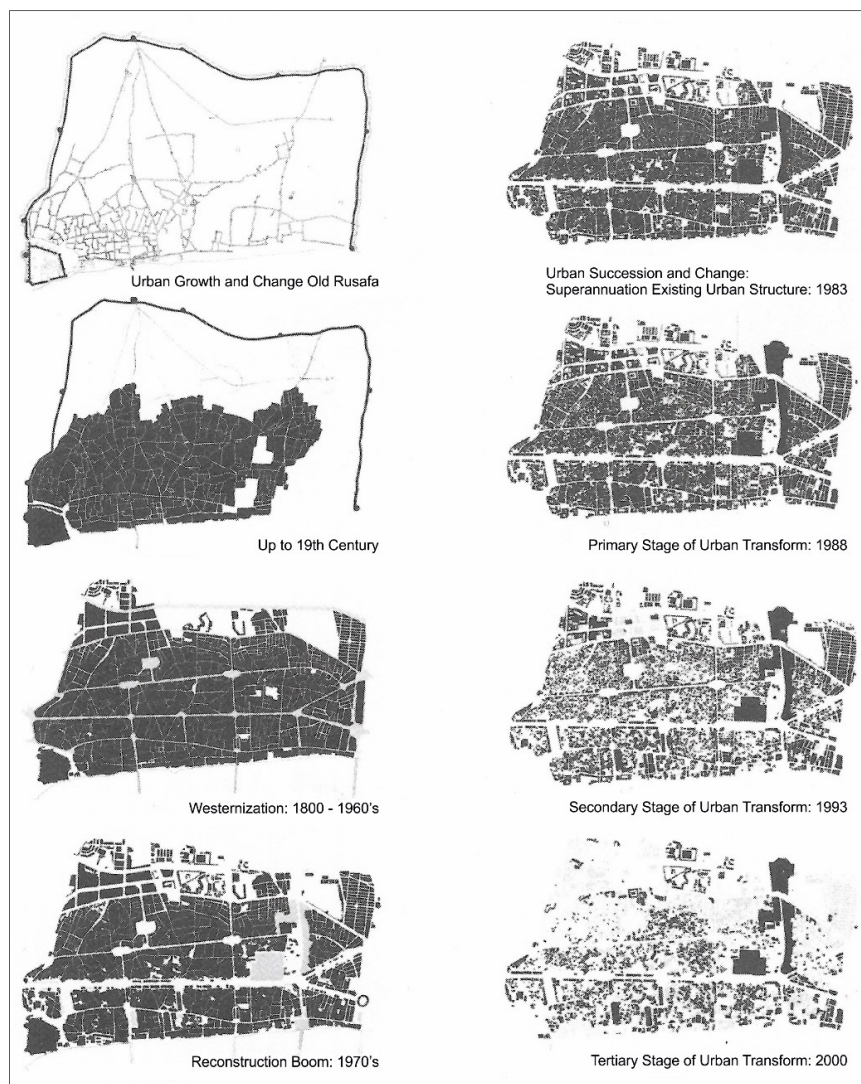 Urban Growth and Change Old Rusafa
Up to 19th Century
Westernization: 1800 - 1960's
Reconstruction Boom: 1970's
Urban Succession and Change:
Superannuation Existing Urban Structure: 1983
Primary Stage of Urban Transform: 1988
Secondary Stage of Urban Transform: 1993
Tertiary Stage of Urban Transform: 2000